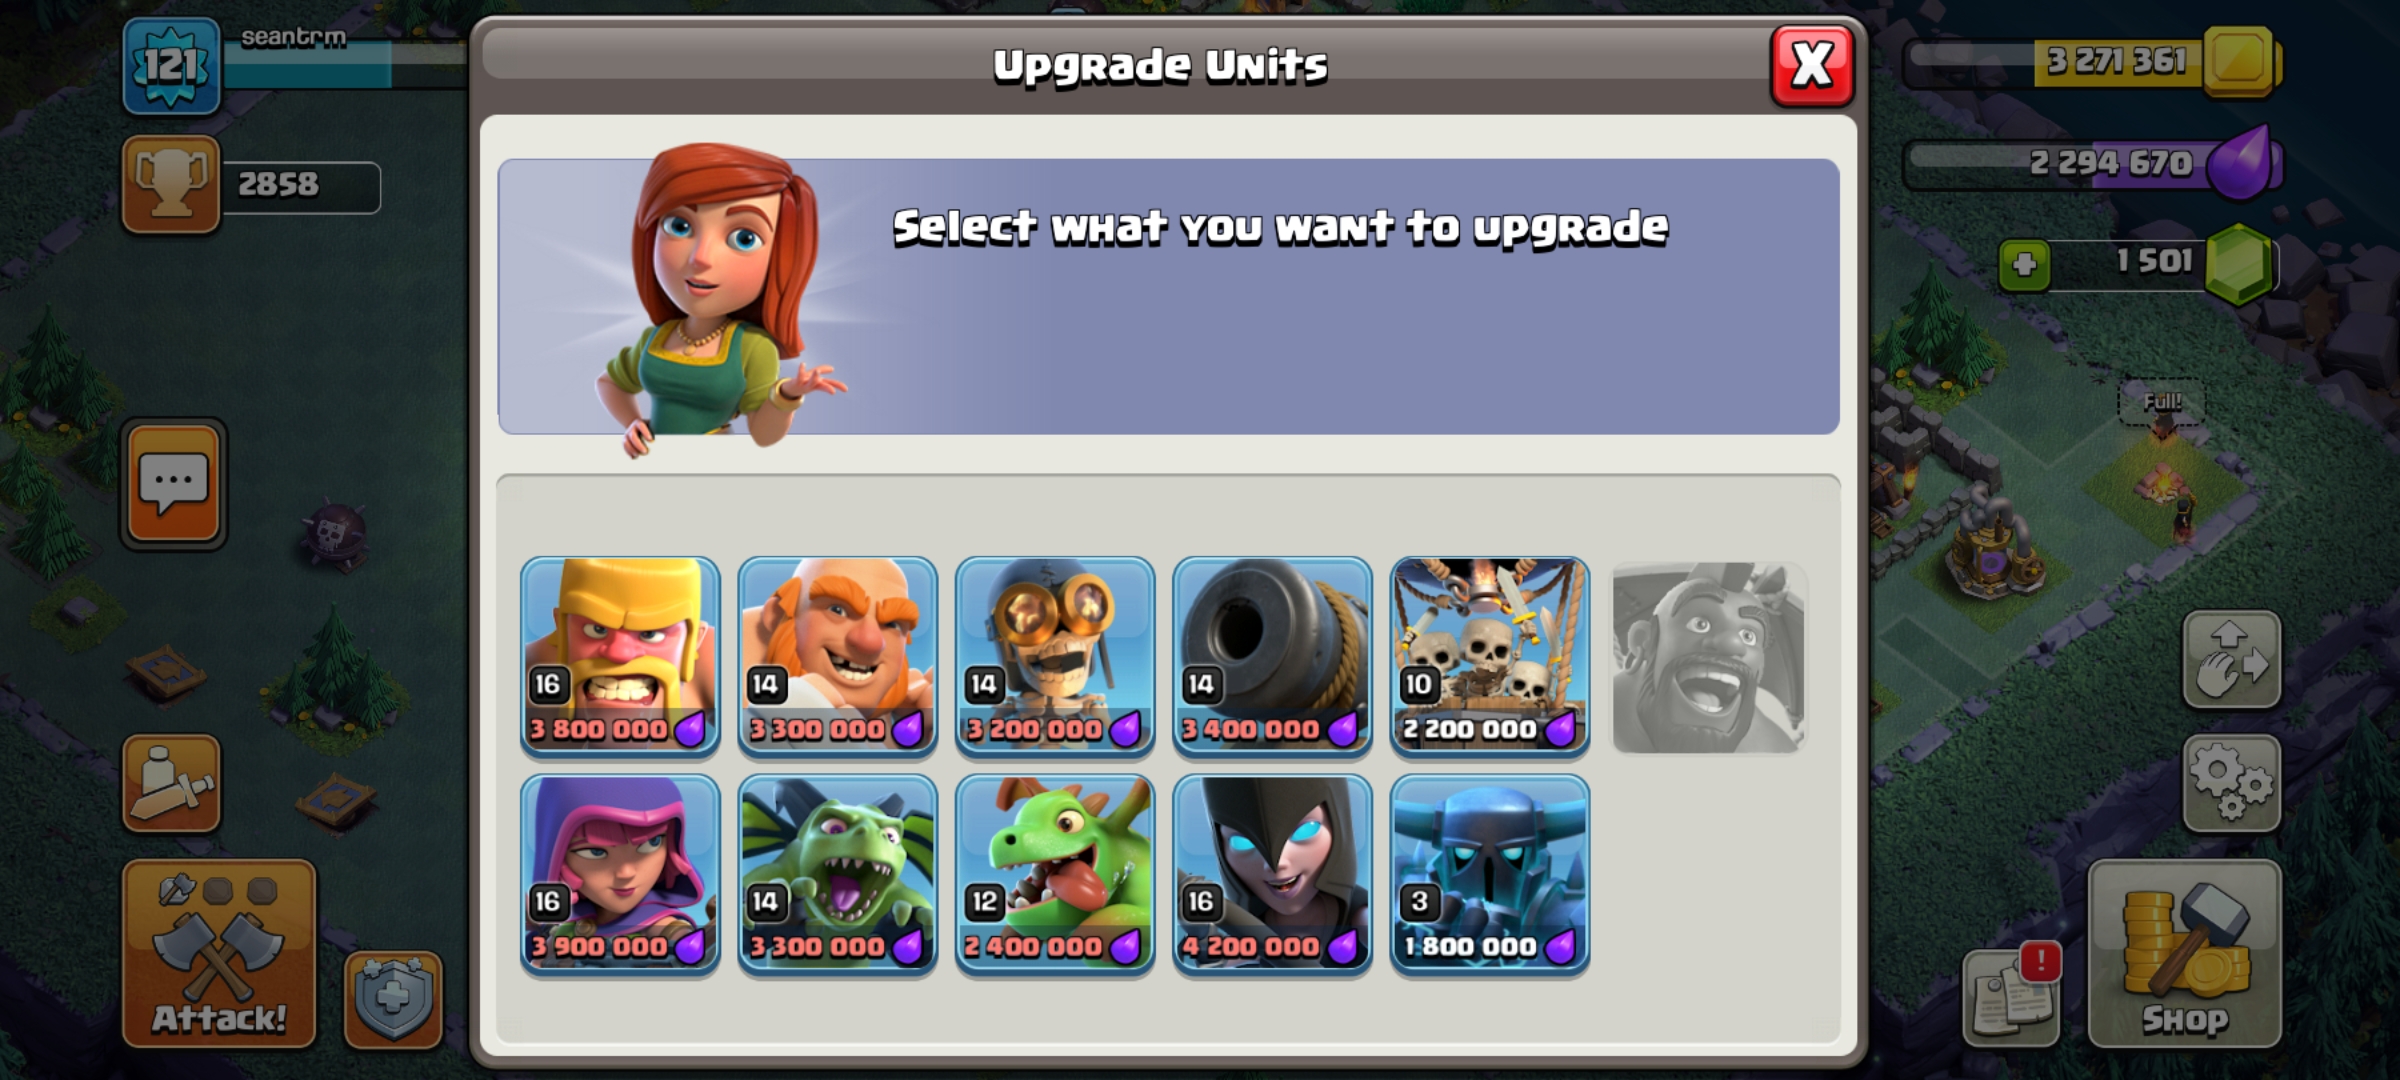 121
seantrm
2858
Upgrade Units
X
3 271 361
2 294 670
1 501
Select what you want to upgrade
Full!
16
3 800 000
14
3 300 000
14
3 200 000
14
3 400 000
10
2 200 000
16
3 900 000
14
3 300 000
12
2 400 000
16
4 200 000
3
1 800 000
Attack!
!
Shop